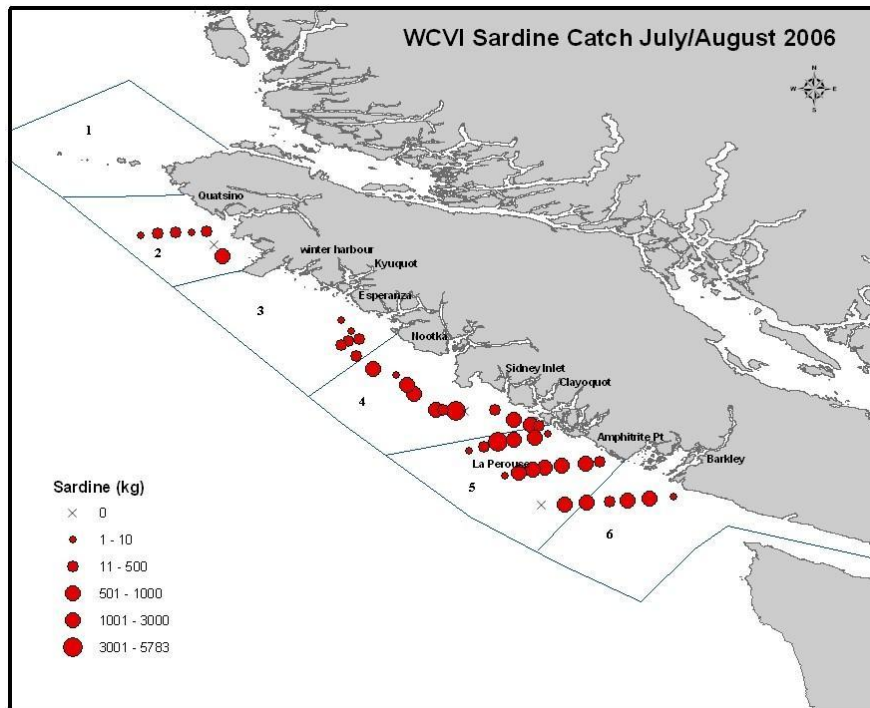 WCVI Sardine Catch July/August 2006
N
W E
S
1
Quatsino
2
winter harbour
Kyuquot
Esperanza
3
Nootka
Sidney Inlet
Clayoquot
4
Amphitrite Pt
Barkley
La Perouse
5
6
Sardine (kg)
0
1 - 10
11 - 500
501 - 1000
1001 - 3000
3001 - 5783